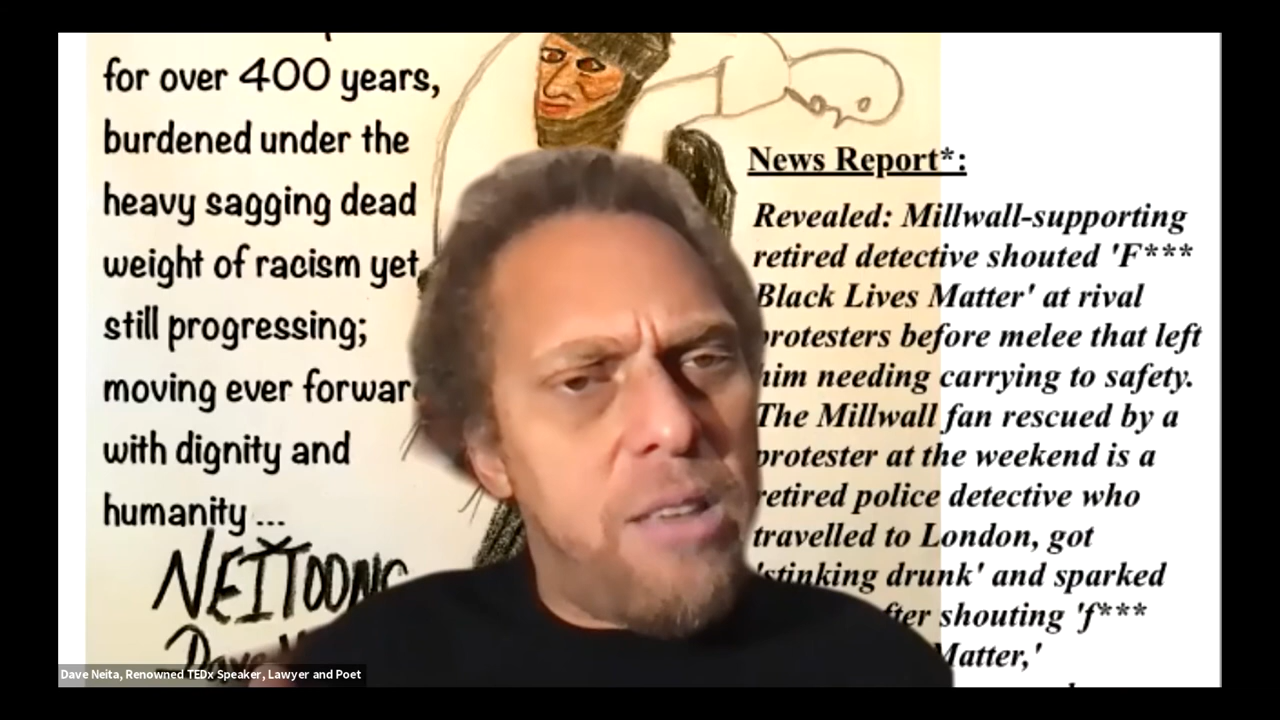 for over 400 years,
burdened under the
heavy sagging dead
weight of racism yet
still progressing;
moving ever forwar
with dignity and
humanity ...
NEITOONS
News Report*:
Revealed: Millwall-supporting
retired detective shouted 'F***
Black Lives Matter' at rival
protesters before melee that left
him needing carrying to safety.
The Millwall fan rescued by a
protester at the weekend is a
retired police detective who
travelled to London, got
'stinking drunk' and sparked
after shouting 'f***
Matter,'
Dave Neita, Renowned TEDx Speaker, Lawyer and Poet